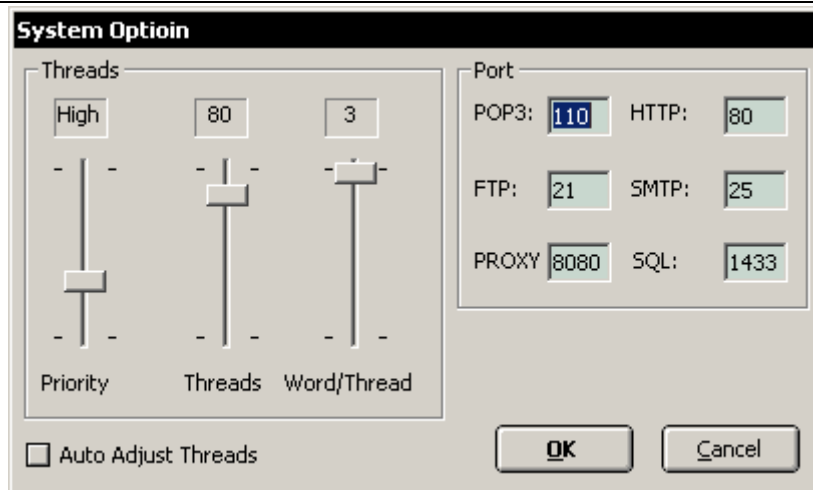 System Optioin
Threads
High 80 3
Priority Threads Word/Thread
Auto Adjust Threads
Port
POP3: 110 HTTP: 80
FTP: 21 SMTP: 25
PROXY 8080 SQL: 1433
OK Cancel